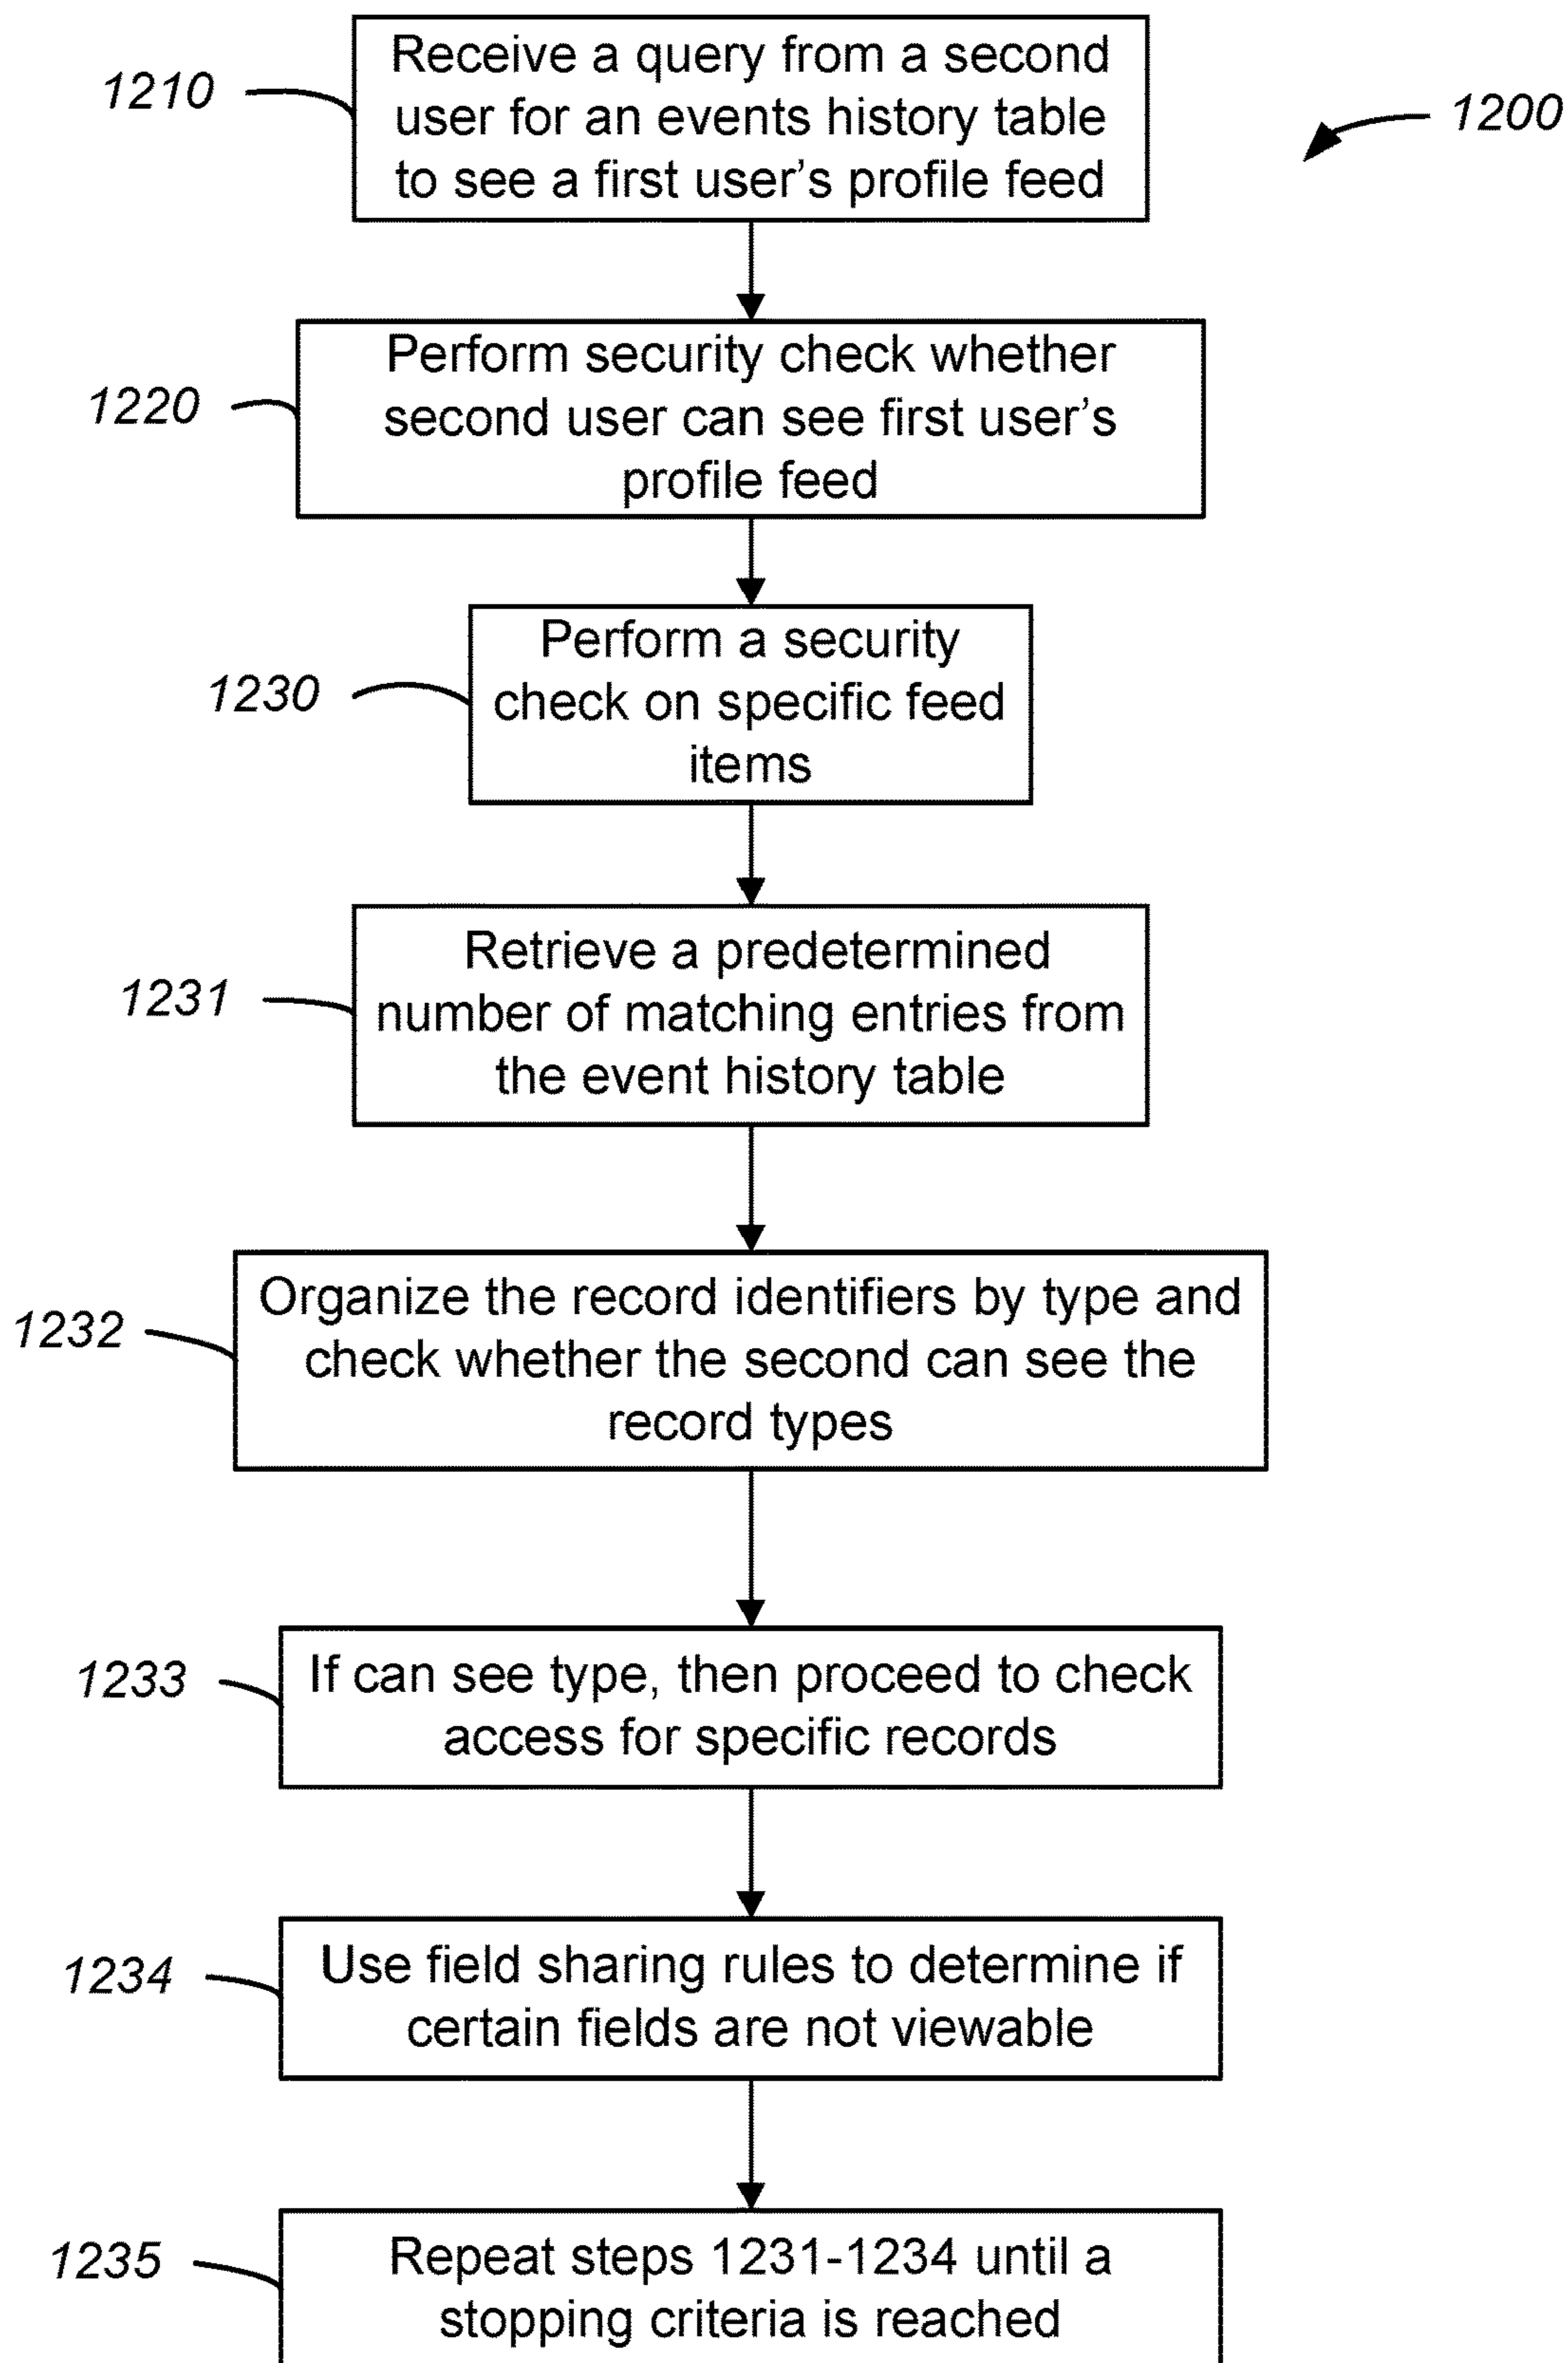 1210
Receive a query from a second
user for an events history table
to see a first user's profile feed
1200
1220
Perform security check whether
second user can see first user's
profile feed
1230
Perform a security
check on specific feed
items
1231
Retrieve a predetermined
number of matching entries from
the event history table
1232
Organize the record identifiers by type and
check whether the second can see the
record types
1233
If can see type, then proceed to check
access for specific records
1234
Use field sharing rules to determine if
certain fields are not viewable
1235
Repeat steps 1231-1234 until a
stopping criteria is reached